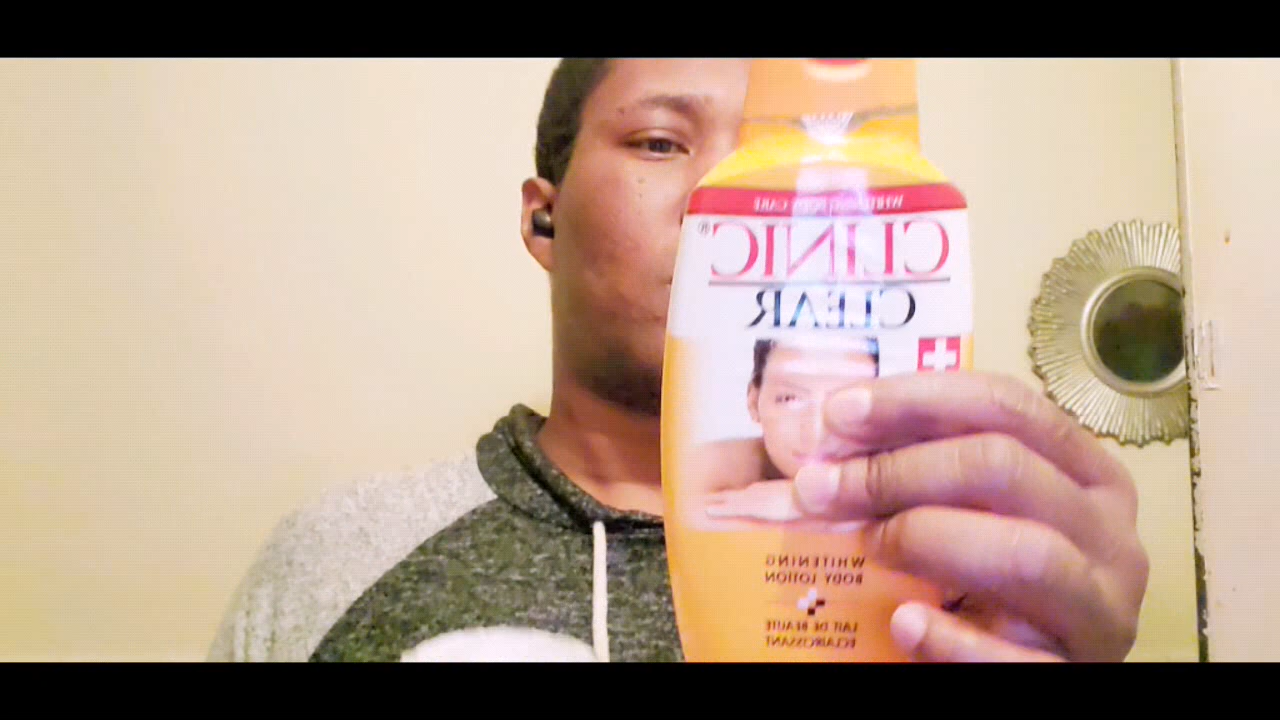 WHITENING BODY CARE
CLINIC®
CLEAR
WHITENING
BODY LOTION
LAIT DE BEAUTE
ECLAIRCISSANT